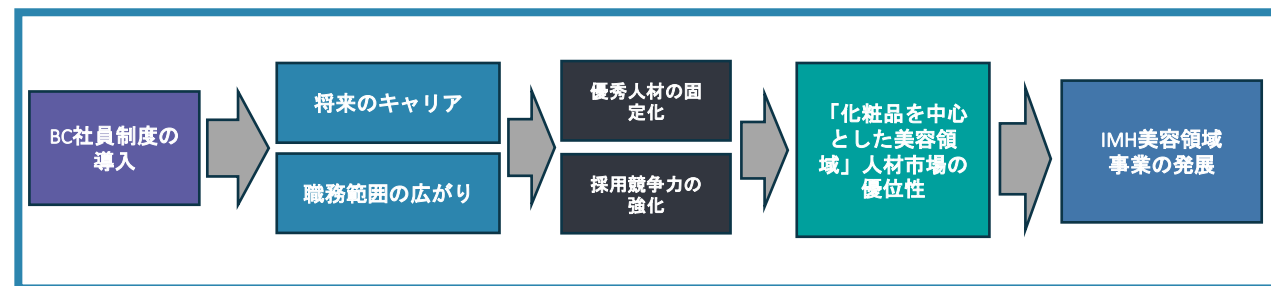 BC社員制度の
導入
将来のキャリア
職務範囲の広がり
優秀人材の固
定化
採用競争力の
強化
「化粧品を中心
とした美容領
域」人材市場の
優位性
IMH美容領域
事業の発展